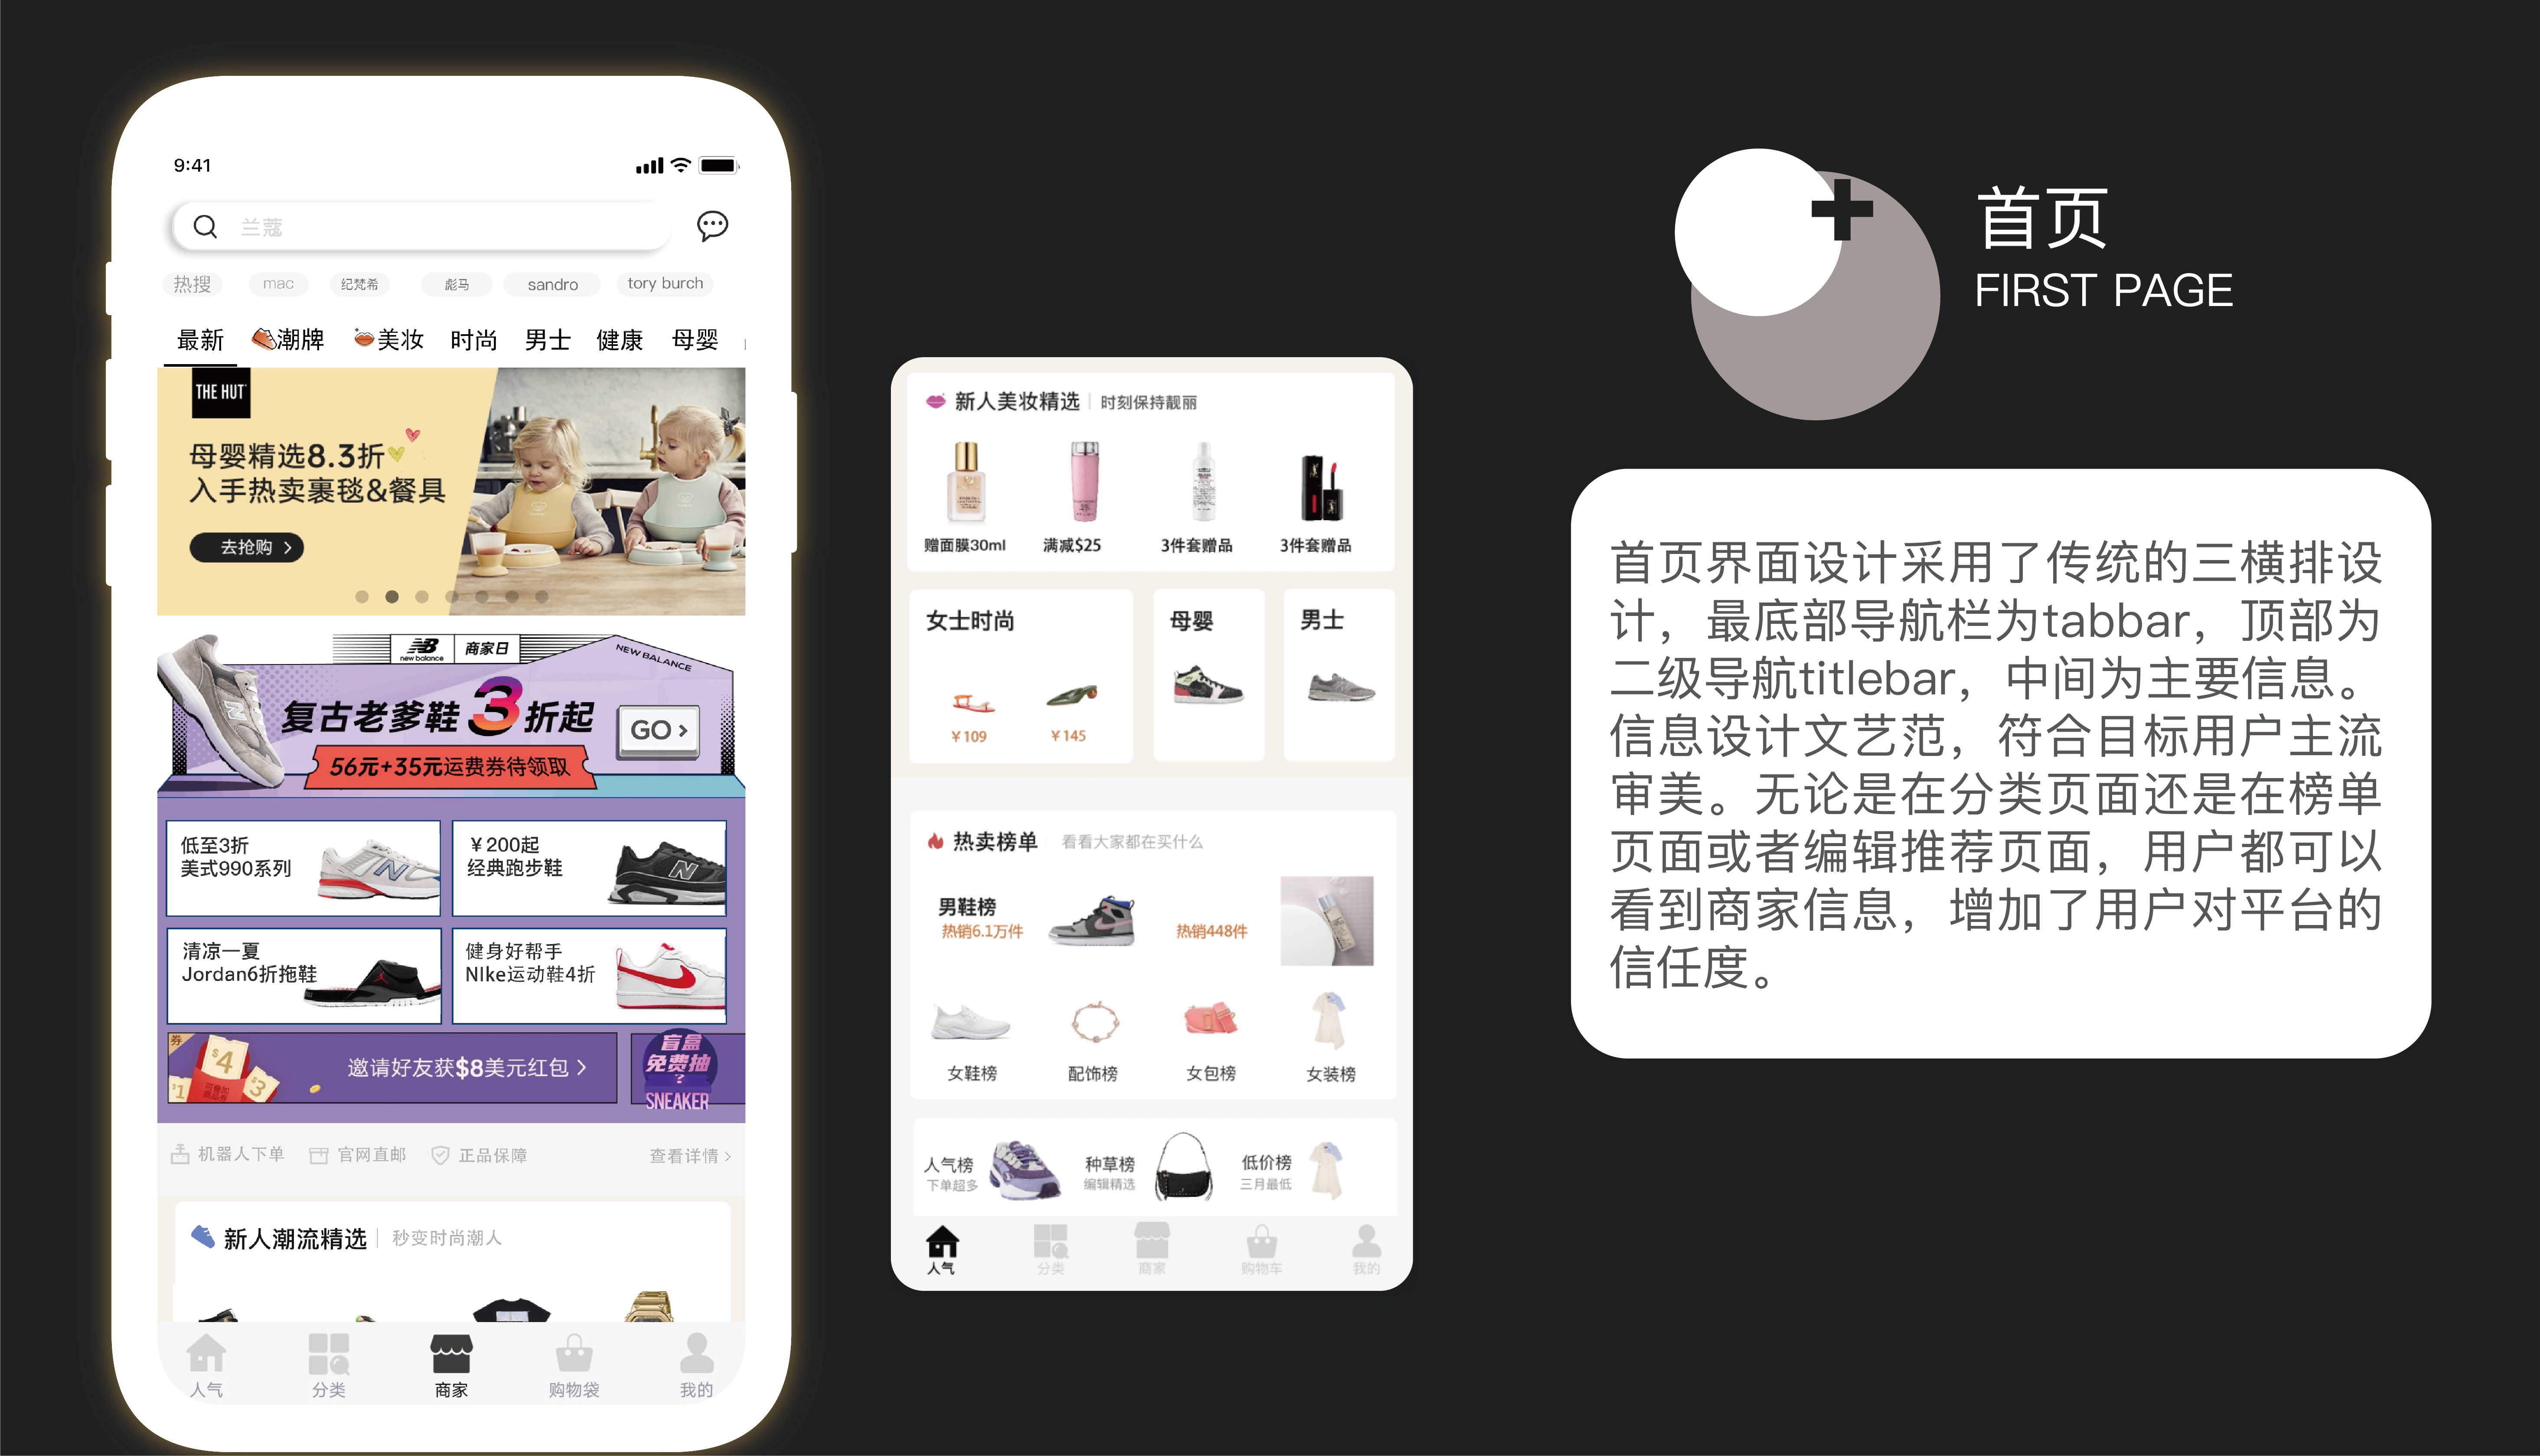 9:41
兰蔻
热搜 mac 纪梵希 彪马 sandro tory burch
最新 潮牌 美妆 时尚 男士 健康 母婴
THE HUT
母婴精选8.3折
入手热卖裹毯&餐具
去抢购 >
new balance 商家日
NEW BALANCE
复古老爹鞋3折起
GO >
56元+35元运费券待领取
低至3折
美式990系列
￥200起
经典跑步鞋
清凉一夏
Jordan6折拖鞋
健身好帮手
NIke运动鞋4折
券
$4
$1
$3
邀请好友获$8美元红包 >
盲盒
免费抽
?
SNEAKER
机器人下单 官网直邮 正品保障 查看详情 >
新人潮流精选 | 秒变时尚潮人
人气 分类 商家 购物袋 我的
新人美妆精选 | 时刻保持靓丽
赠面膜30ml 满减$25 3件套赠品 3件套赠品
女士时尚 母婴 男士
￥109 ￥145
热卖榜单 看看大家都在买什么
男鞋榜
热销6.1万件 热销448件
女鞋榜 配饰榜 女包榜 女装榜
人气榜 种草榜 低价榜
下单超多 编辑精选 三月最低
人气 分类 商家 购物车 我的
首页
FIRST PAGE
首页界面设计采用了传统的三横排设
计，最底部导航栏为tabbar，顶部为
二级导航titlebar，中间为主要信息。
信息设计文艺范，符合目标用户主流
审美。无论是在分类页面还是在榜单
页面或者编辑推荐页面，用户都可以
看到商家信息，增加了用户对平台的
信任度。